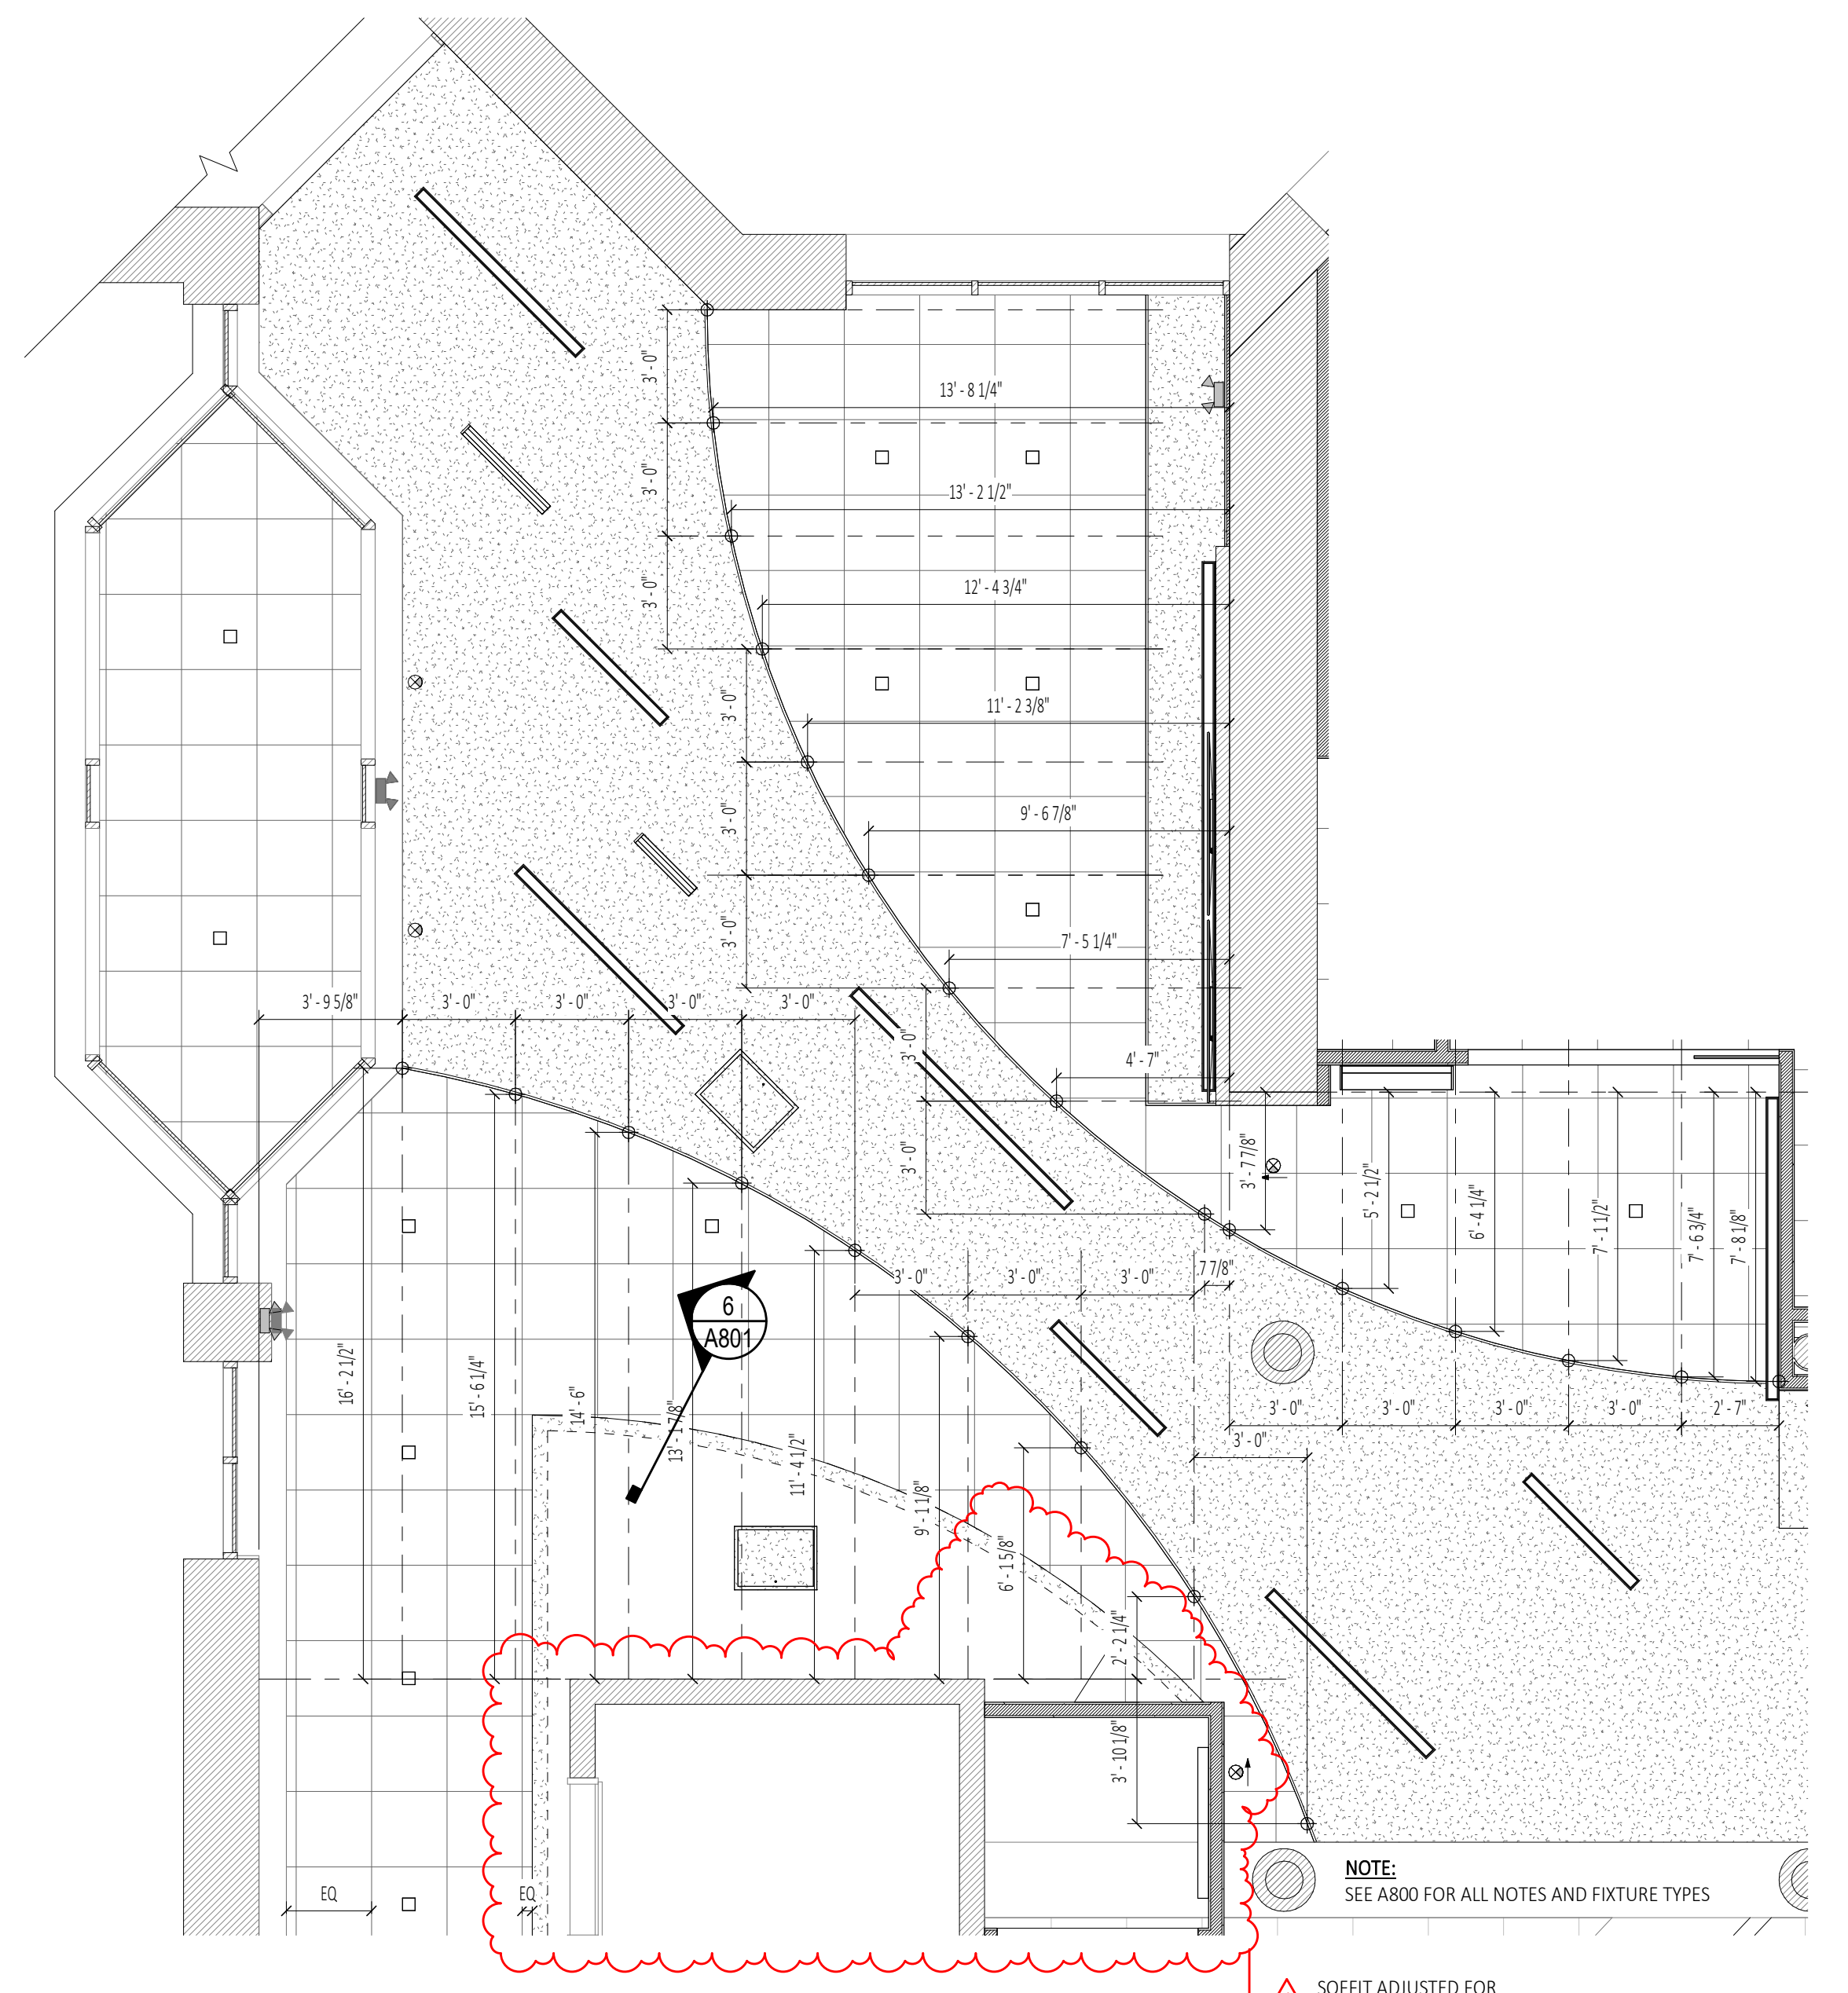 3' - 0"
13' - 8 1/4"
3' - 0"
13' - 2 1/2"
3' - 0"
12' - 4 3/4"
3' - 0"
11' - 2 3/8"
3' - 0"
9' - 6 7/8"
3' - 0"
7' - 5 1/4"
3' - 9 5/8"
3' - 0"
3' - 0"
3' - 0"
3' - 0"
3' - 0"
4' - 7"
3' - 0"
3' - 7 7/8"
5' - 2 1/2"
6' - 4 1/4"
7' - 1 1/2"
7' - 6 3/4"
7' - 8 1/8"
3' - 0"
3' - 0"
3' - 0"
7 7/8"
6
A801
16' - 2 1/2"
15' - 6 1/4"
14' - 6"
13' - 1 7/8"
11' - 4 1/2"
9' - 1 1/8"
6' - 1 5/8"
2' - 2 1/4"
3' - 10 1/8"
3' - 0"
3' - 0"
3' - 0"
3' - 0"
2' - 7"
3' - 0"
EQ
EQ
NOTE:
SEE A800 FOR ALL NOTES AND FIXTURE TYPES
SOFFIT ADJUSTED FOR